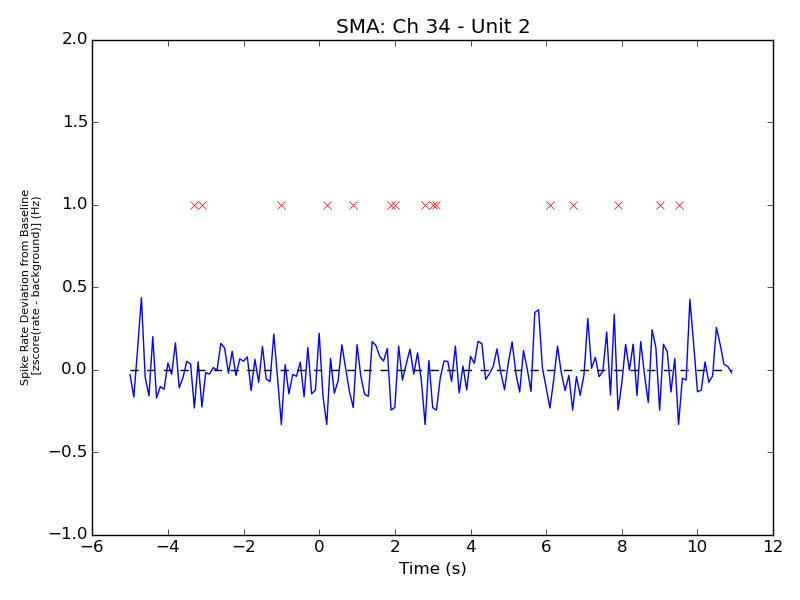 SMA: Ch 34 - Unit 2
2.0
1.5
1.0
0.5
0.0
−0.5
−1.0
Spike Rate Deviation from Baseline
[zscore(rate - background)] (Hz)
−6 −4 −2 0 2 4 6 8 10 12
Time (s)